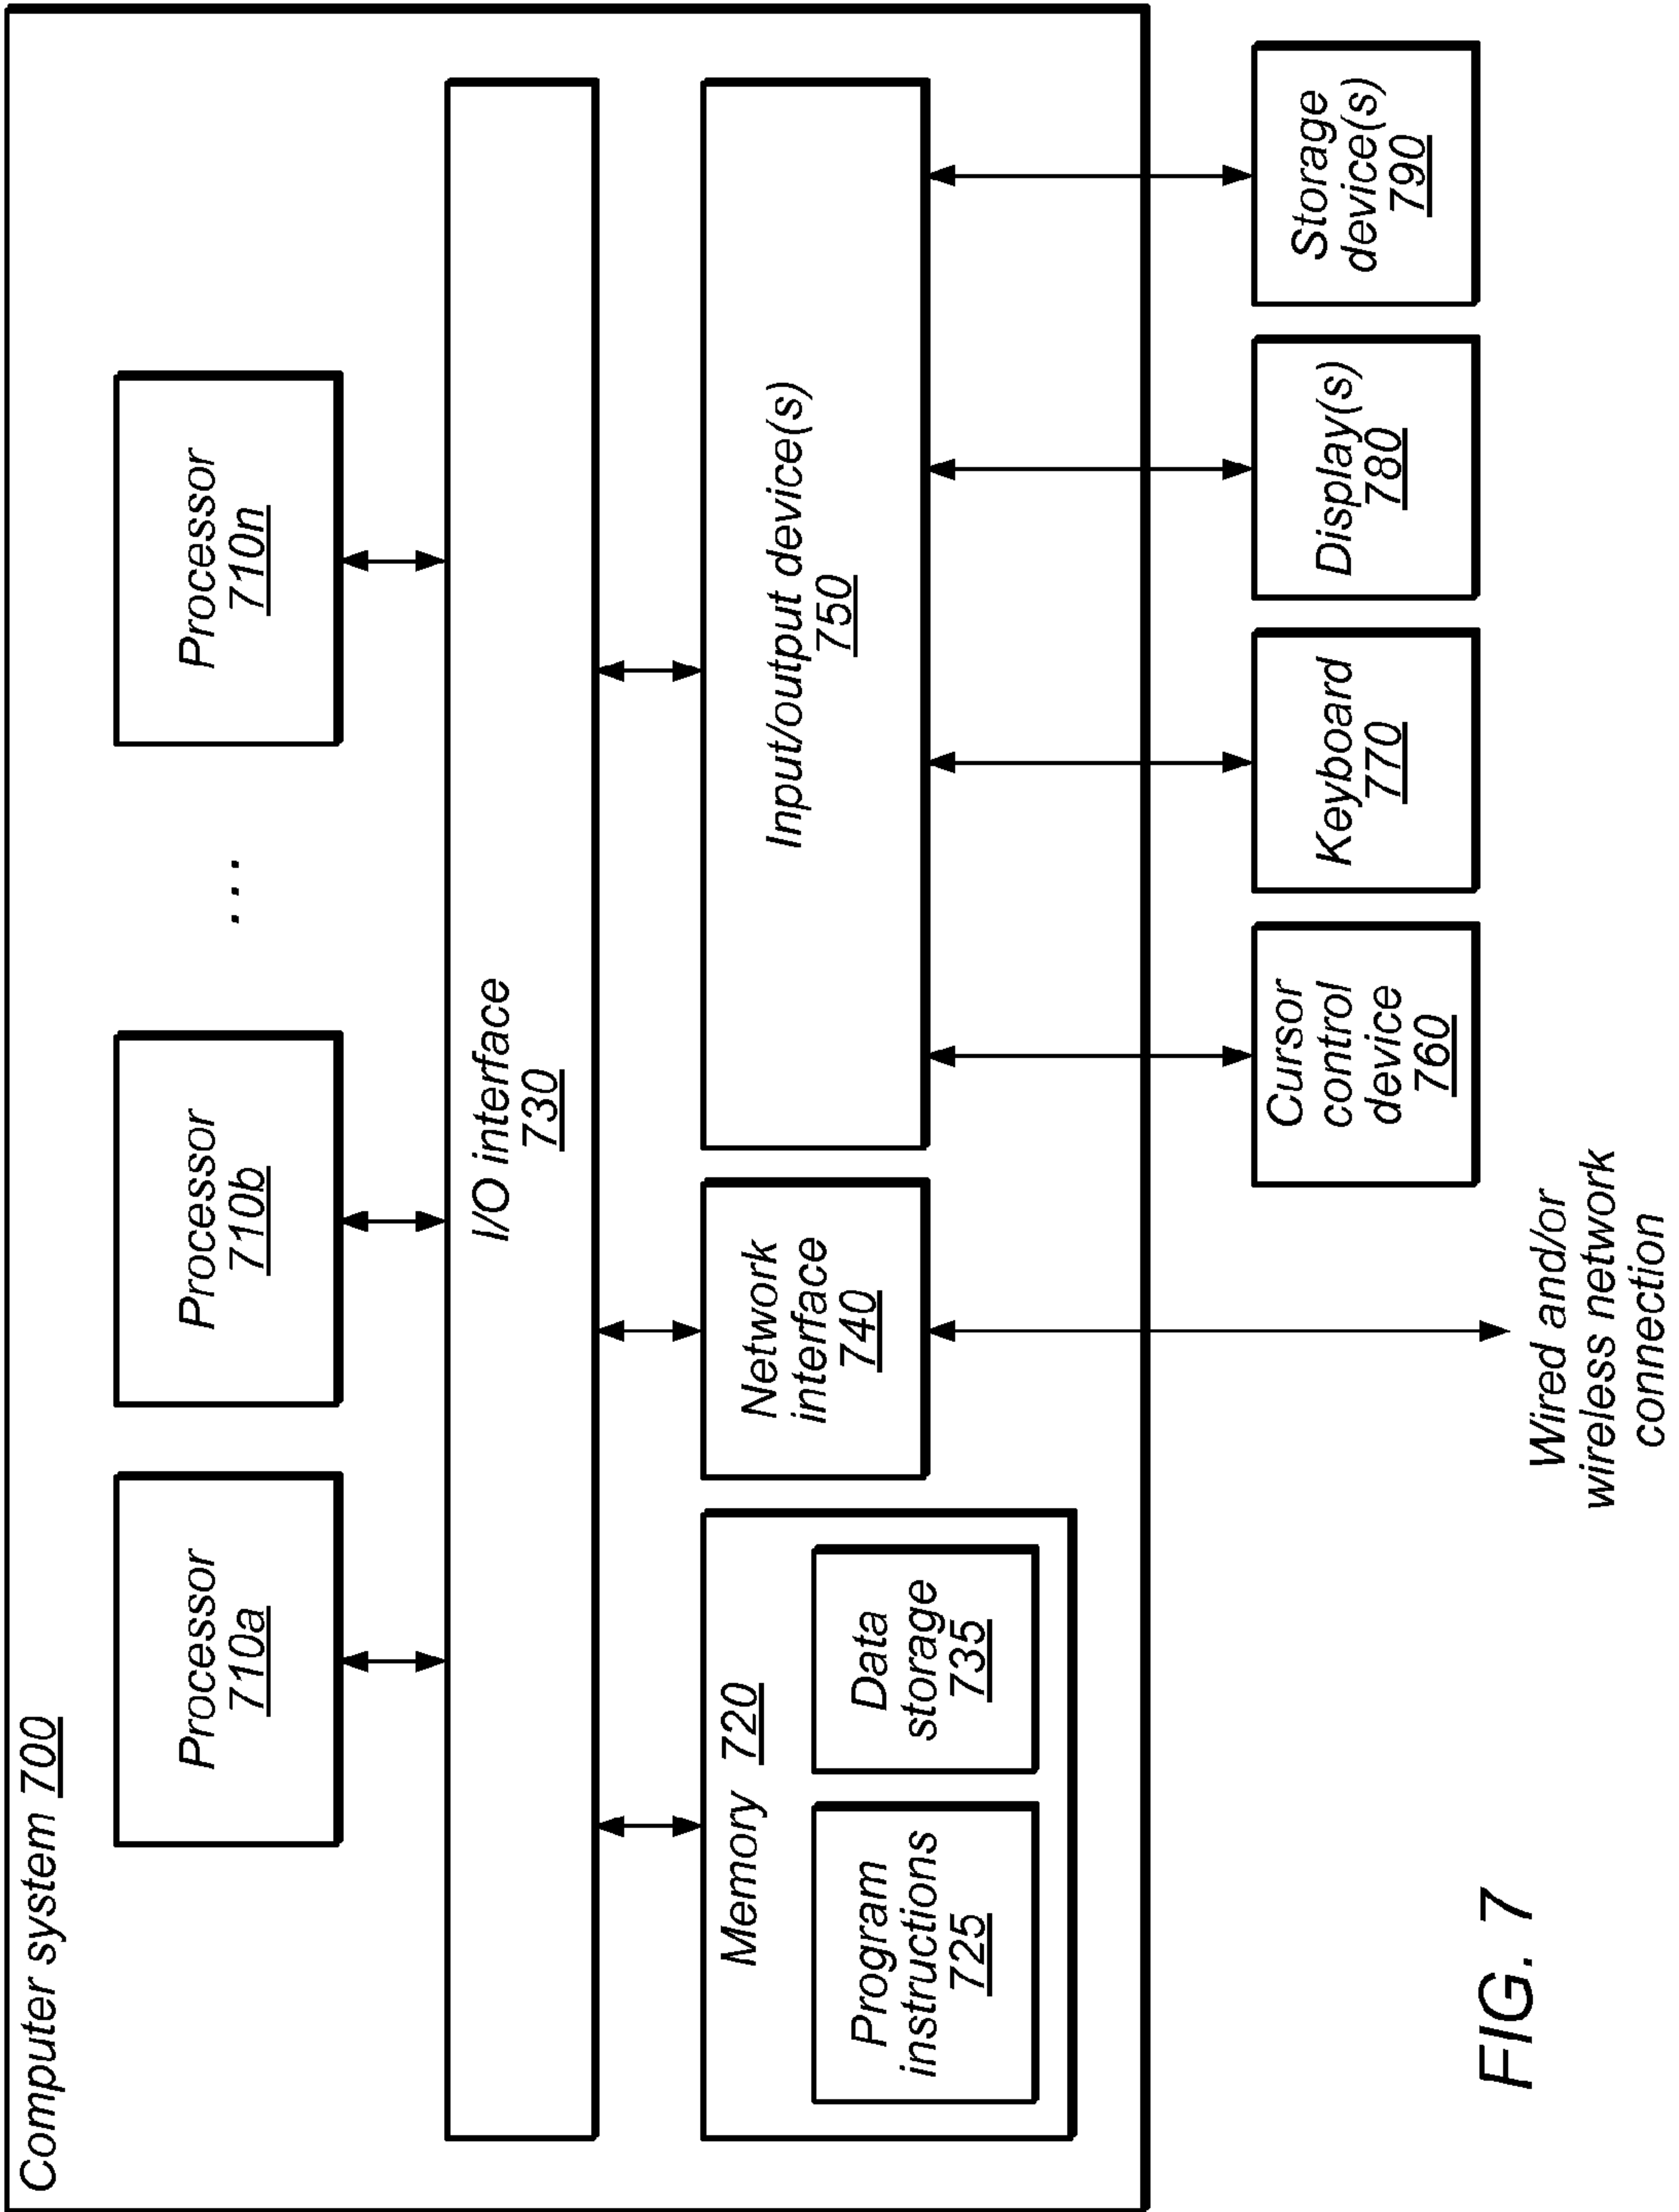 Computer system 700
Processor
710a
Processor
710b
...
Processor
710n
I/O interface
730
Memory 720
Program
instructions
725
Data
storage
735
Network
interface
740
Input/output device(s)
750
Cursor
control
device
760
Keyboard
770
Display(s)
780
Storage
device(s)
790
Wired and/or
wireless network
connection
FIG. 7